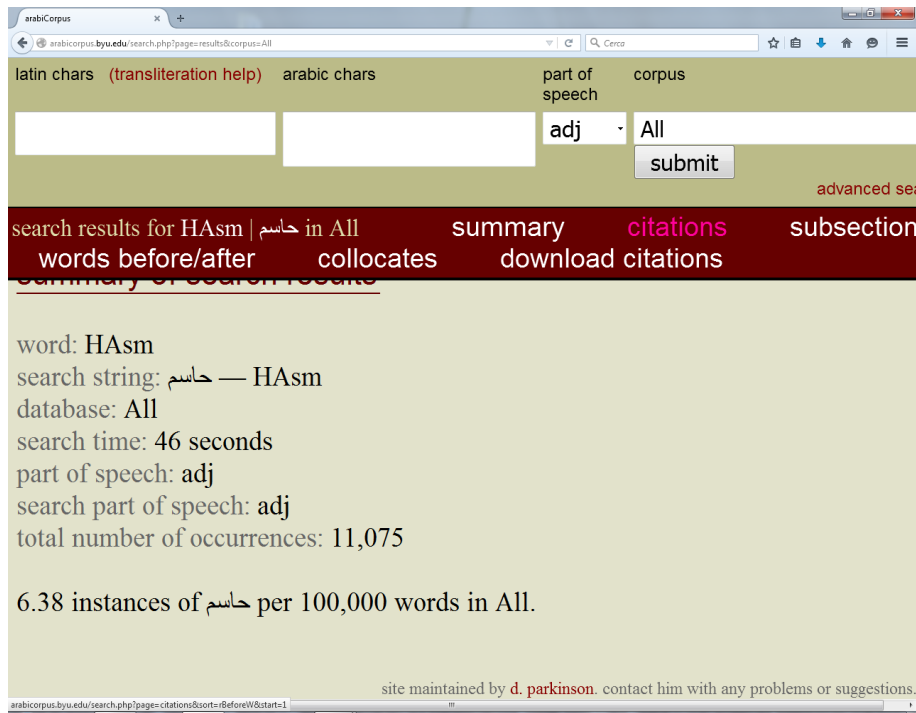 arabiCorpus
arabicorpus.byu.edu/search.php?page=results&corpus=All
Cerca
latin chars (transliteration help) arabic chars part of speech corpus
adj All
submit
advanced sea
search results for HAsm | حاسم in All summary citations subsection
words before/after collocates download citations
summary of search results
word: HAsm
search string: حاسم — HAsm
database: All
search time: 46 seconds
part of speech: adj
search part of speech: adj
total number of occurrences: 11,075
6.38 instances of حاسم per 100,000 words in All.
site maintained by d. parkinson. contact him with any problems or suggestions.
arabicorpus.byu.edu/search.php?page=citations&sort=rBeforeW&start=1